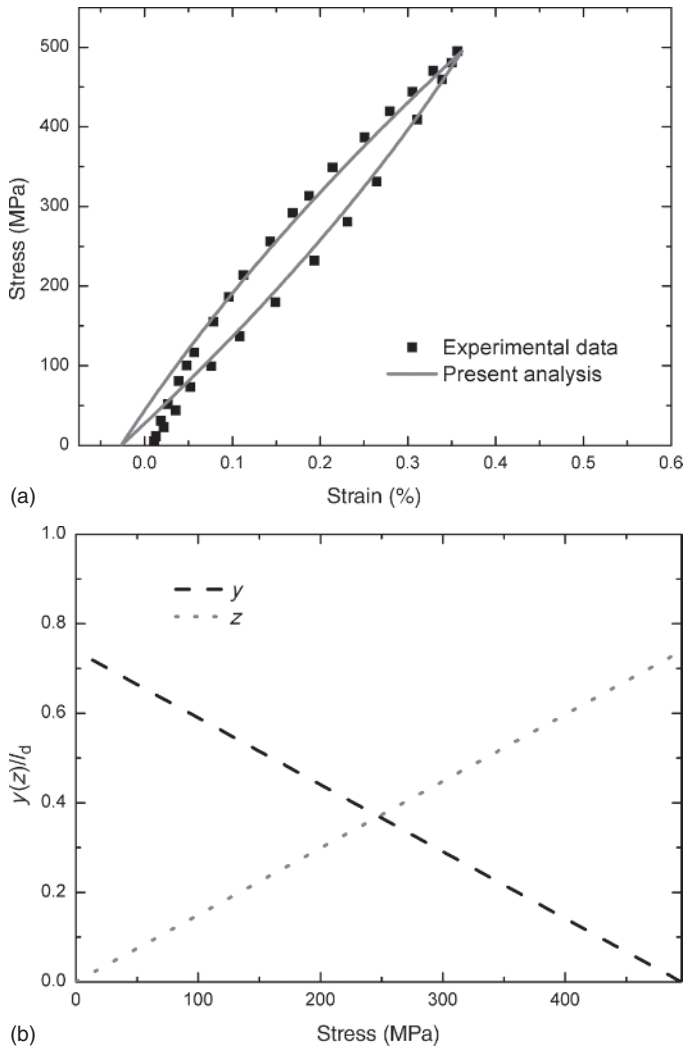 500
400
300
200
100
0
Stress (MPa)
Experimental data
Present analysis
0.0 0.1 0.2 0.3 0.4 0.5 0.6
(a)
Strain (%)
1.0
0.8
0.6
0.4
0.2
0.0
y(z)/l_d
y
z
0 100 200 300 400
(b)
Stress (MPa)